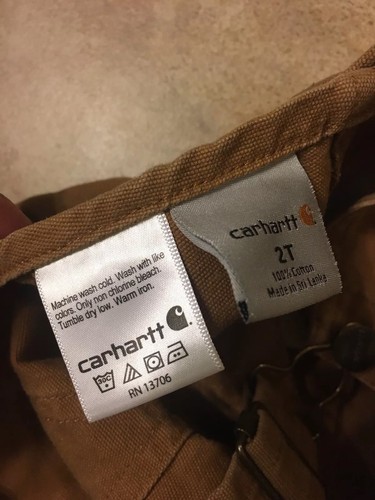 Machine wash cold. Wash with like
colors. Only non chlorine bleach.
Tumble dry low. Warm iron.
carhartt
30C
RN 13706
carhartt
2T
100% Cotton
Made in Sri Lanka